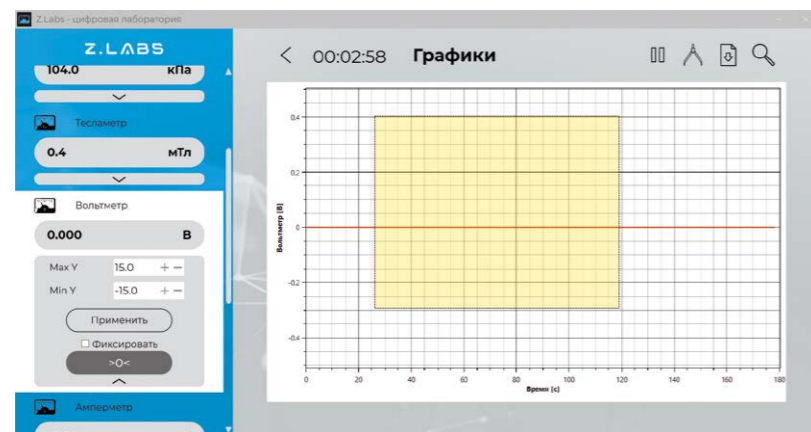 Z.Labs - цифровая лаборатория
Z.LABS
104.0 кПа
Тесламетр
0.4 мТл
Вольтметр
0.000 В
Max Y 15.0 + −
Min Y -15.0 + −
Применить
Фиксировать
>0<
Амперметр
00:02:58 Графики
Вольтметр [В]
0,4
0,2
0
-0,2
-0,4
0 20 40 60 80 100 120 140 160 180
Время [с]